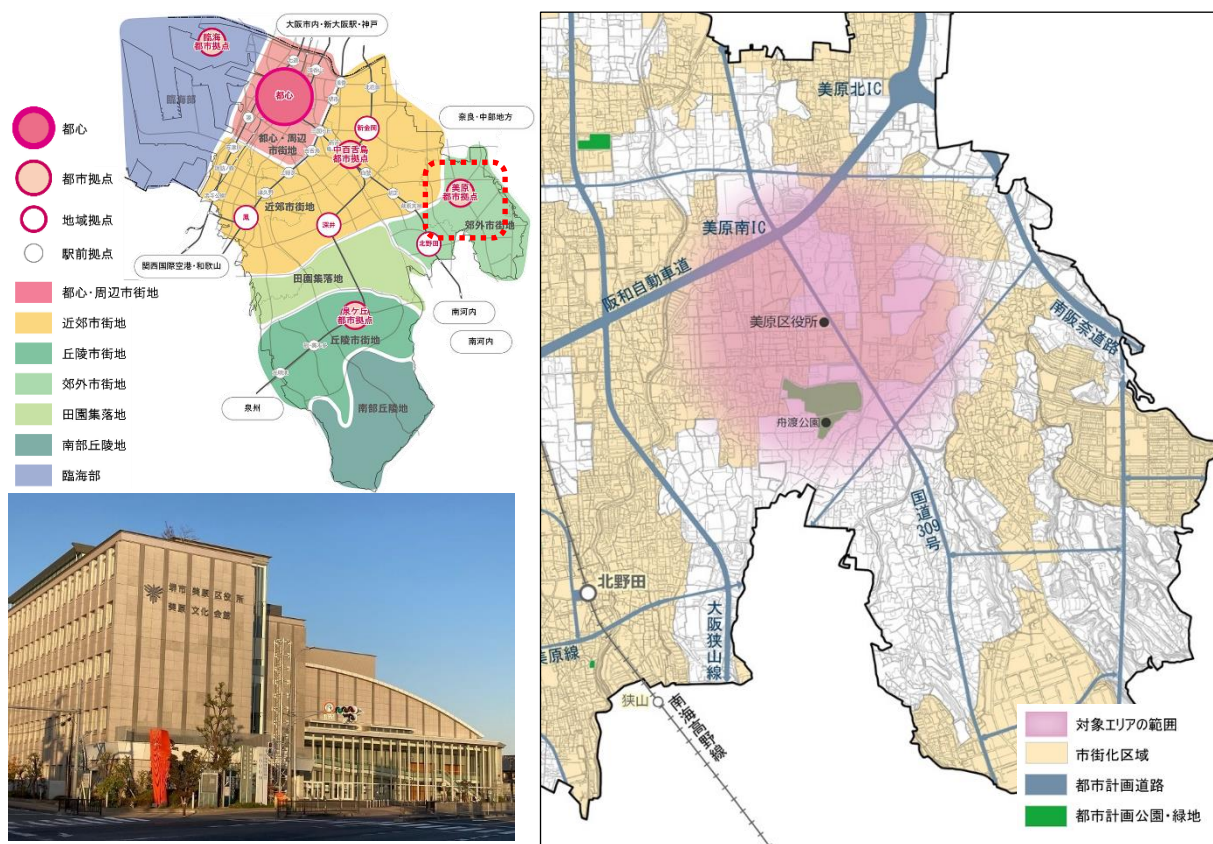 大阪市内・新大阪駅・神戸
臨海
都市拠点
臨海部
都心
都心・周辺
市街地
新金岡
中百舌鳥
都市拠点
奈良・中部地方
美原
都市拠点
近郊市街地
郊外市街地
鳳
深井
北野田
関西国際空港・和歌山
田園集落地
泉ケ丘
都市拠点
丘陵市街地
南河内
南河内
泉州
南部丘陵地
都心
都市拠点
地域拠点
駅前拠点
都心・周辺市街地
近郊市街地
丘陵市街地
郊外市街地
田園集落地
南部丘陵地
臨海部
堺市 美原区役所
美原文化会館
美原北IC
美原南IC
阪和自動車道
美原区役所
南阪奈道路
舟渡公園
国道309号
北野田
大阪狭山線
美原線
狭山
南海高野線
対象エリアの範囲
市街化区域
都市計画道路
都市計画公園・緑地